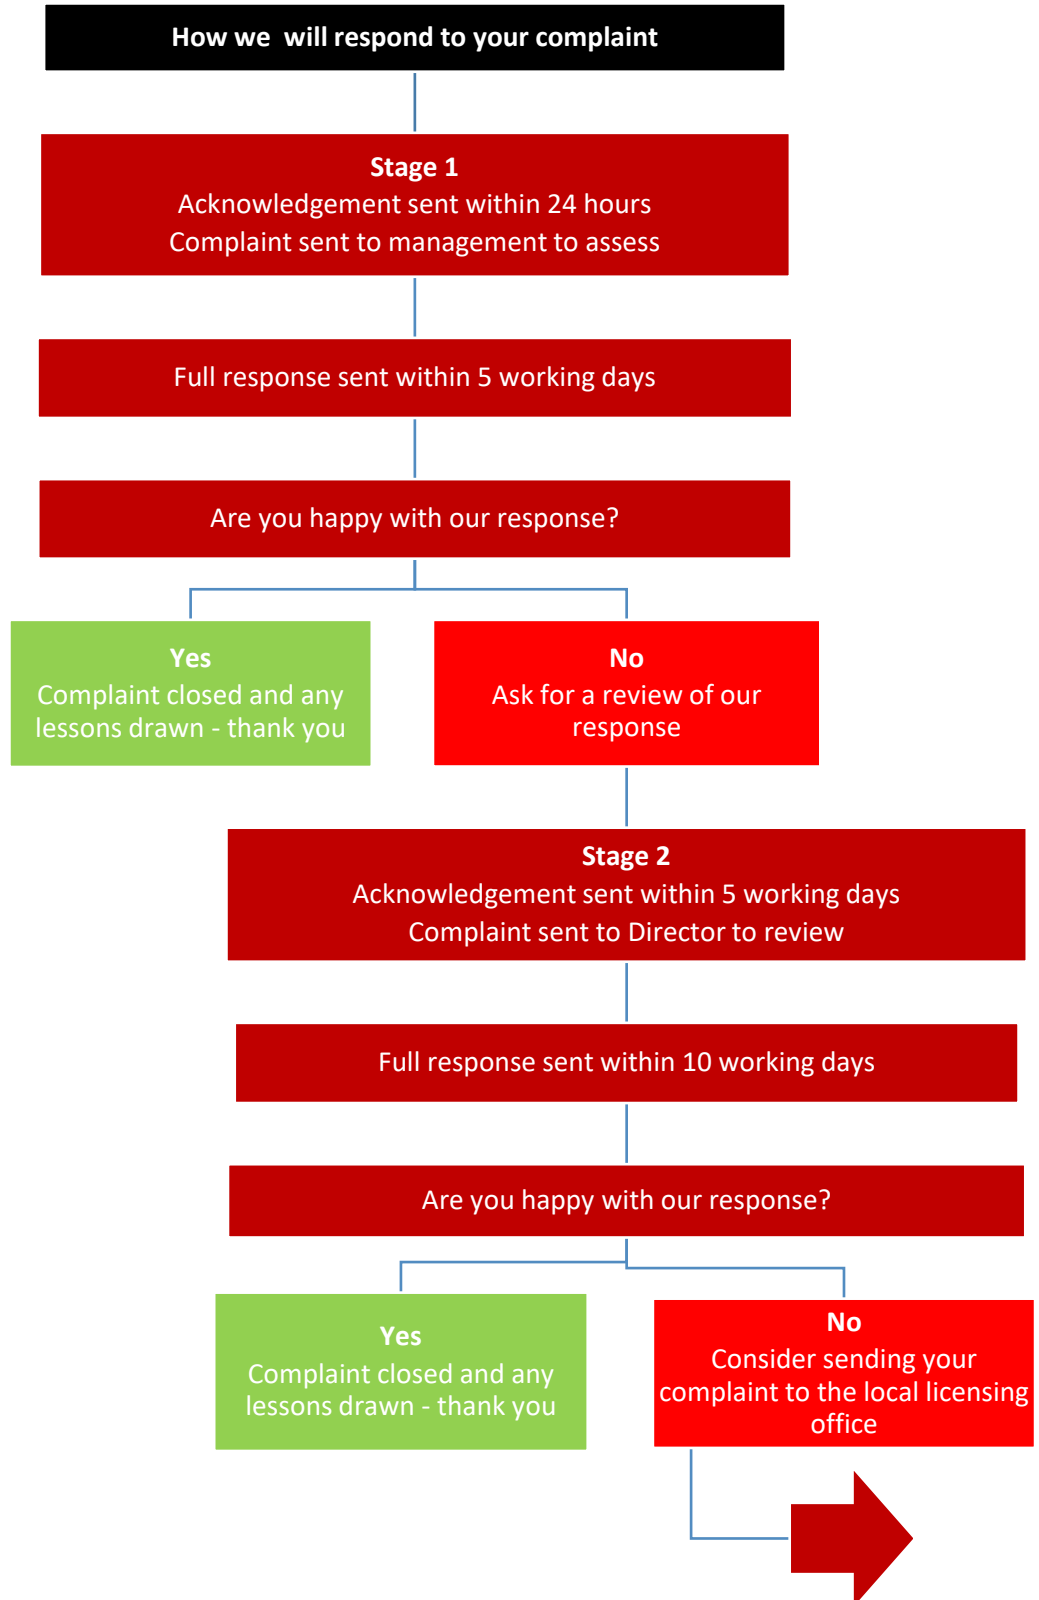 How we  will respond to your complaint
Stage 1
Acknowledgement sent within 24 hours
Complaint sent to management to assess
Full response sent within 5 working days
Are you happy with our response?
Yes
Complaint closed and any
lessons drawn - thank you
No
Ask for a review of our
response
Stage 2
Acknowledgement sent within 5 working days
Complaint sent to Director to review
Full response sent within 10 working days
Are you happy with our response?
Yes
Complaint closed and any
lessons drawn - thank you
No
Consider sending your
complaint to the local licensing
office